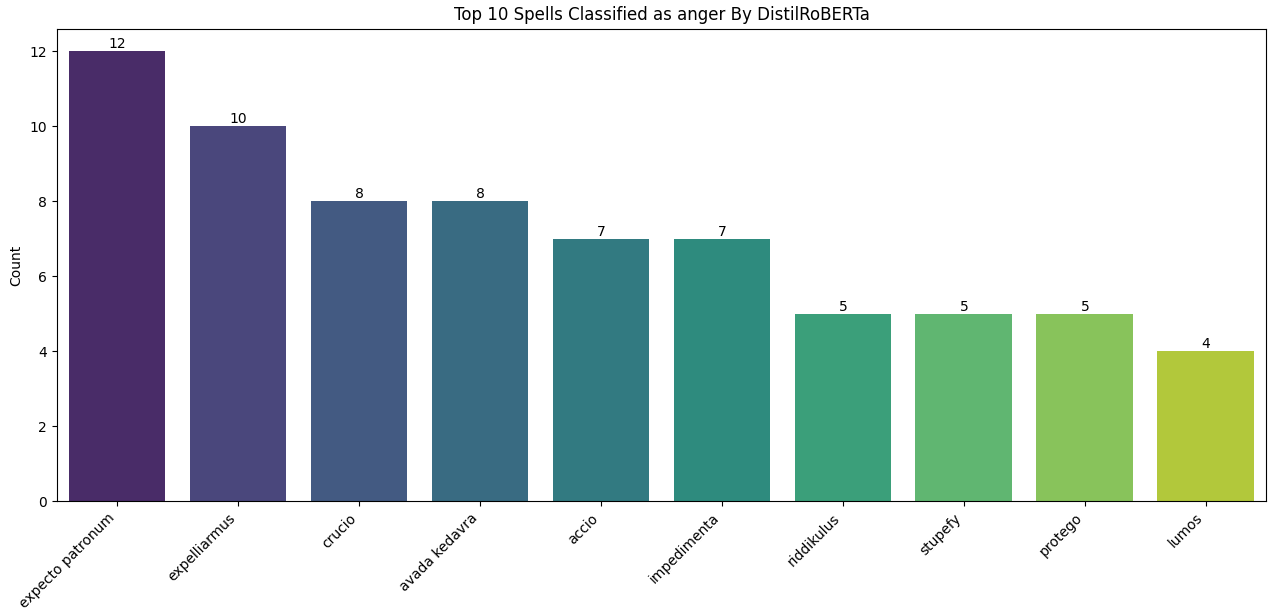 Top 10 Spells Classified as anger By DistilRoBERTa
Count
12
10
8
6
4
2
0
12
10
8
8
7
7
5
5
5
4
expecto patronum
expelliarmus
crucio
avada kedavra
accio
impedimenta
riddikulus
stupefy
protego
lumos